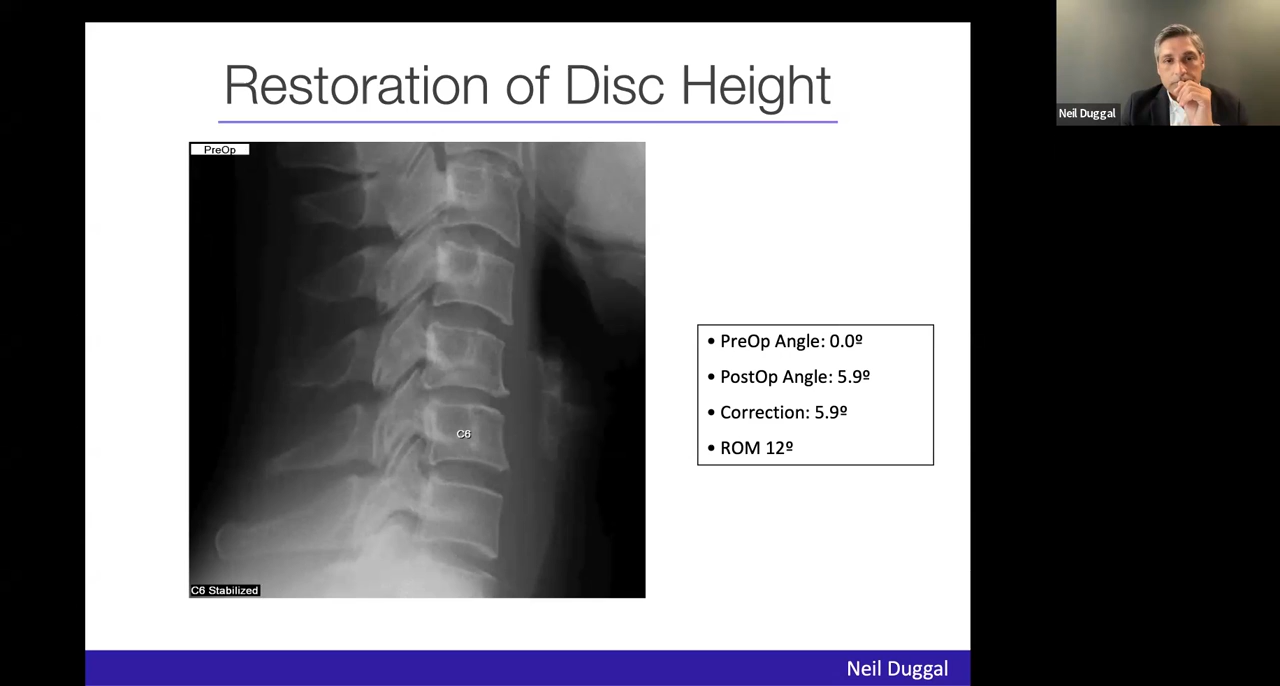 Restoration of Disc Height
Neil Duggal
PreOp
• PreOp Angle: 0.0º
• PostOp Angle: 5.9º
• Correction: 5.9º
• ROM 12º
C6
C6 Stabilized
Neil Duggal